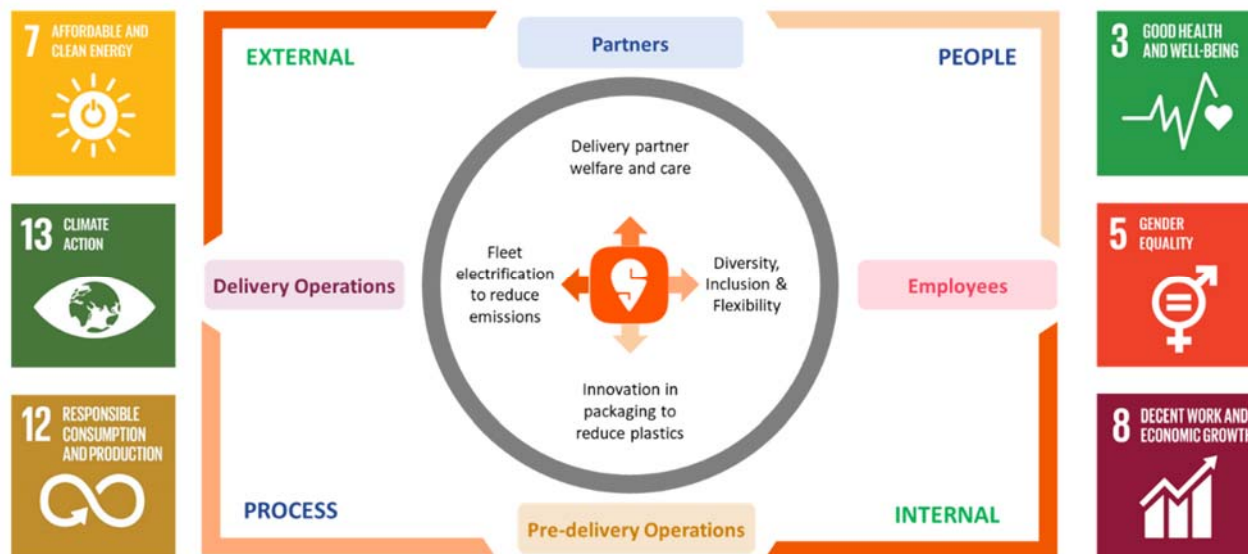 7 AFFORDABLE AND
CLEAN ENERGY
13 CLIMATE
ACTION
12 RESPONSIBLE
CONSUMPTION
AND PRODUCTION
EXTERNAL
Partners
PEOPLE
Delivery partner
welfare and care
Delivery Operations
Fleet
electrification
to reduce
emissions
Diversity,
Inclusion &
Flexibility
Employees
Innovation in
packaging to
reduce plastics
PROCESS
Pre-delivery Operations
INTERNAL
3 GOOD HEALTH
AND WELL-BEING
5 GENDER
EQUALITY
8 DECENT WORK AND
ECONOMIC GROWTH